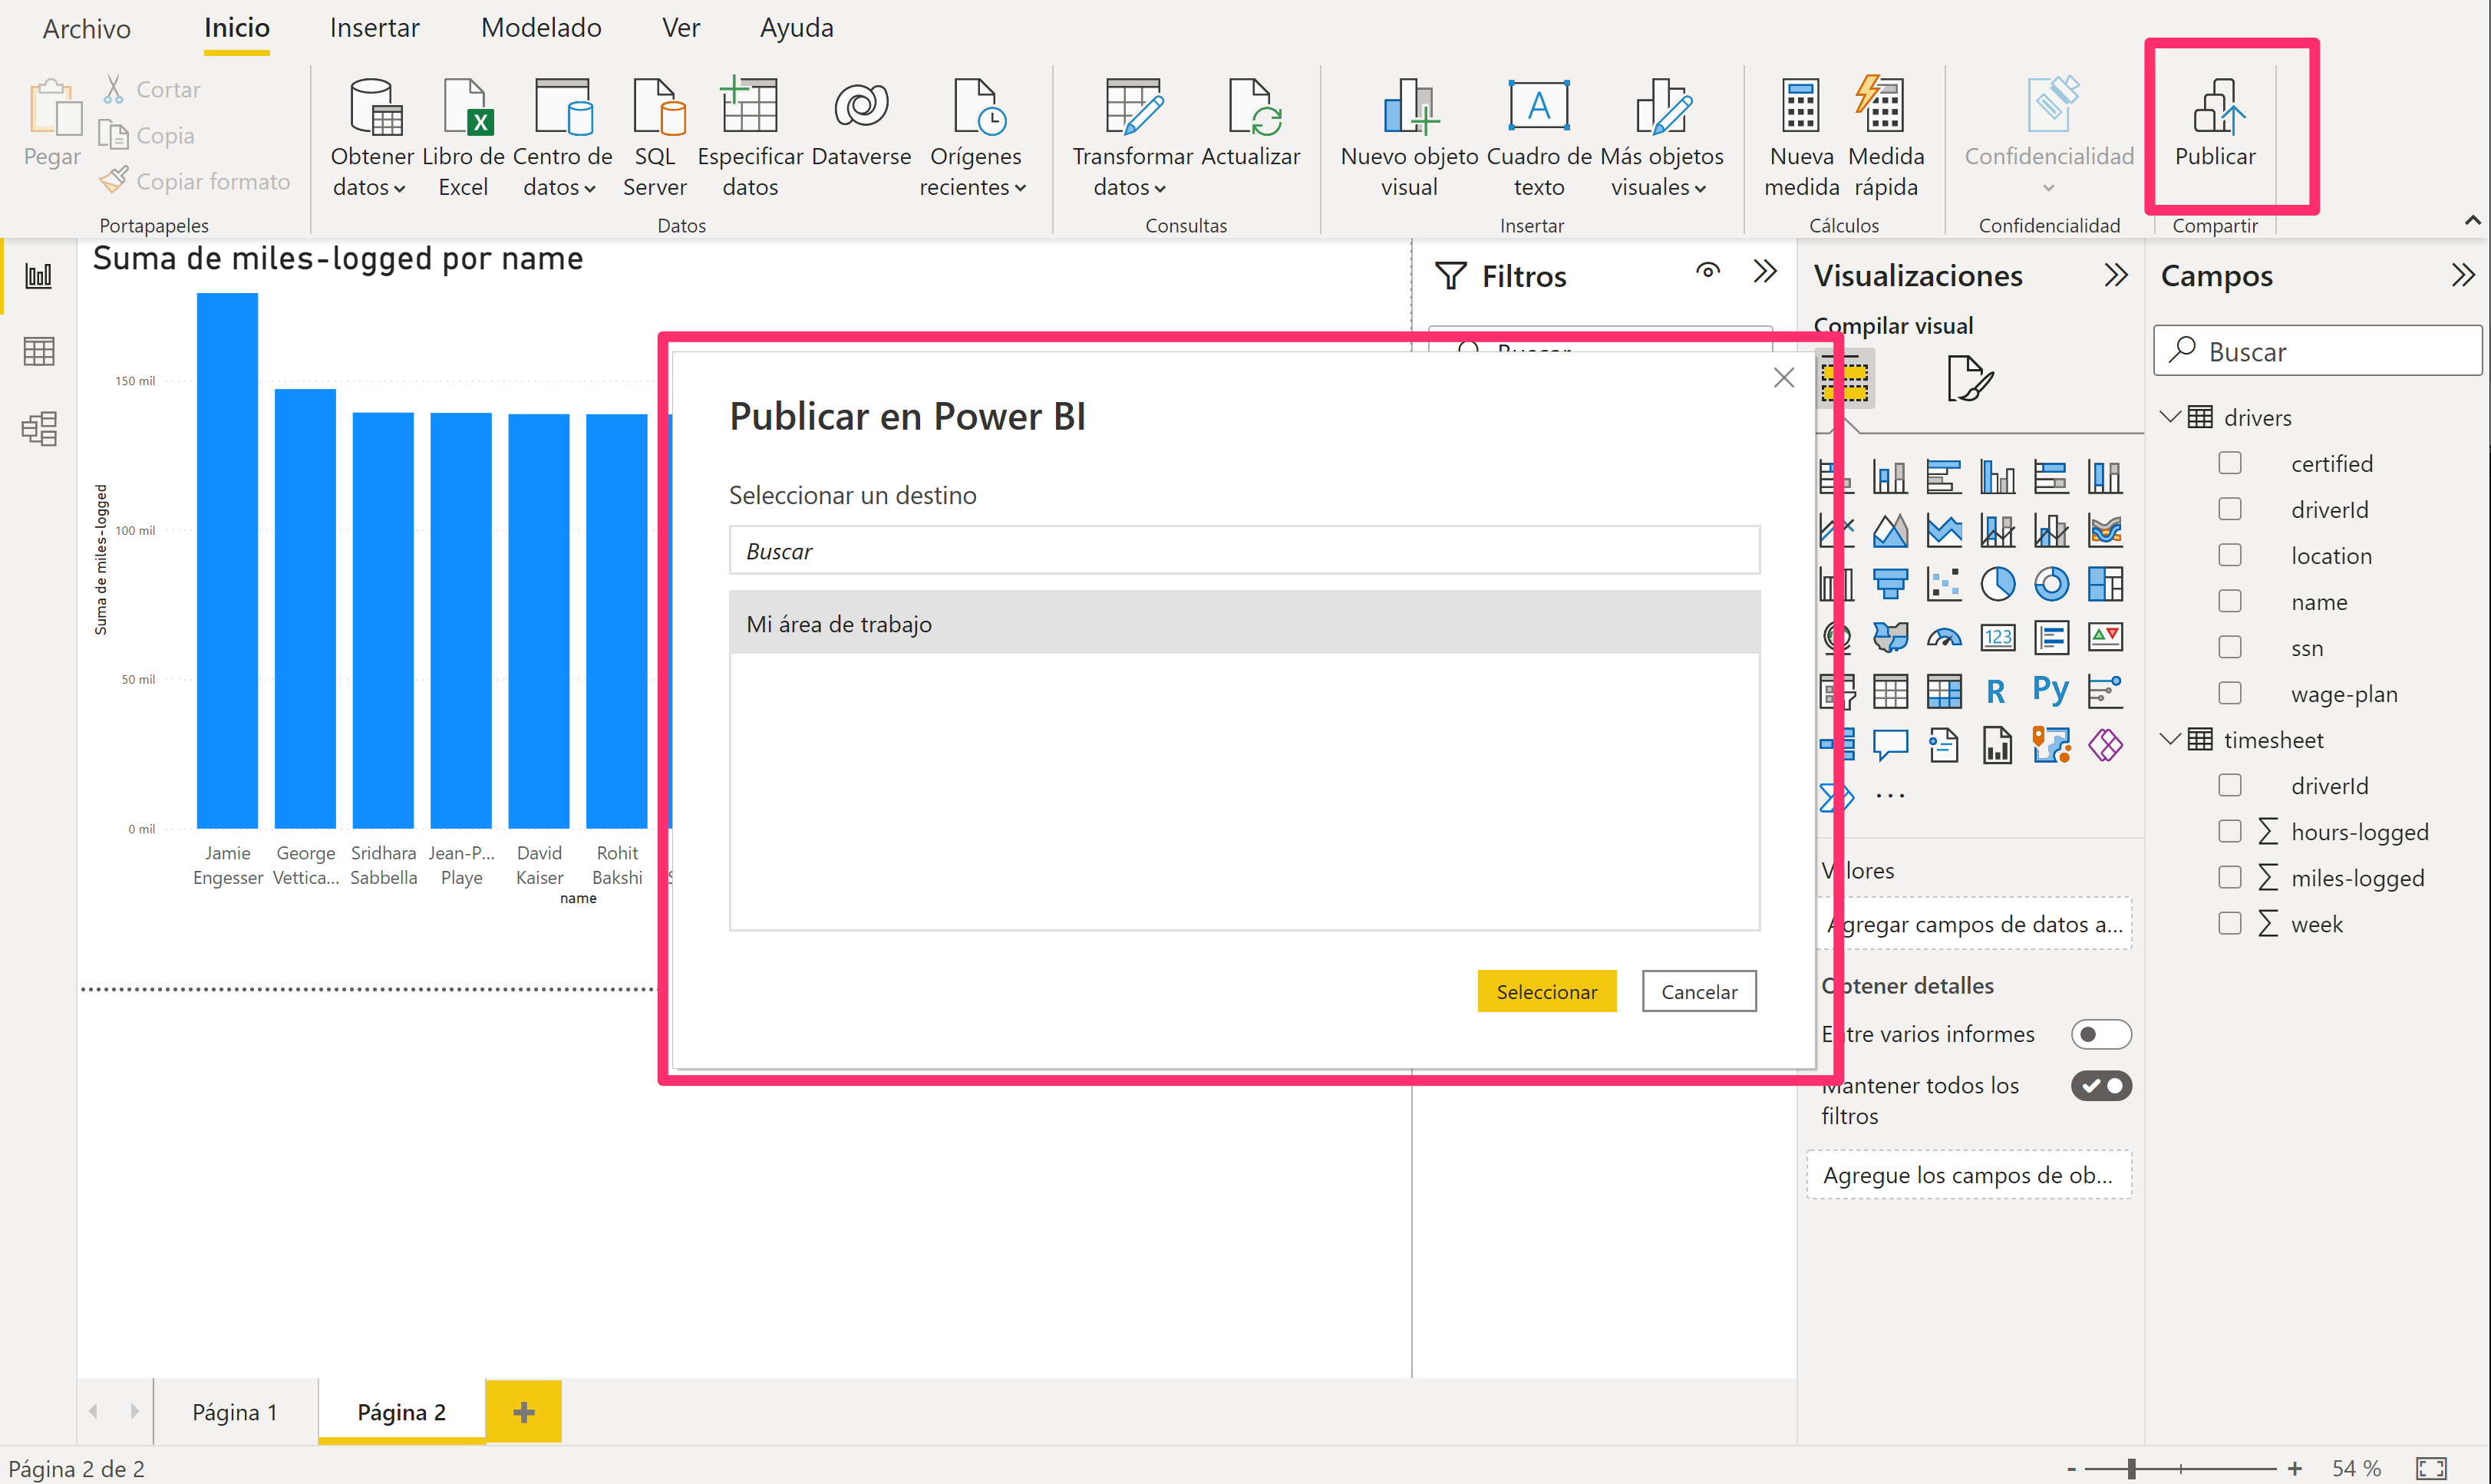 Archivo Inicio Insertar Modelado Ver Ayuda
Pegar
Cortar
Copia
Copiar formato
Portapapeles
Obtener datos
Libro de Excel
Centro de datos
SQL Server
Especificar datos
Dataverse
Orígenes recientes
Datos
Transformar datos
Actualizar
Consultas
Nuevo objeto visual
Cuadro de texto
Más objetos visuales
Insertar
Nueva medida
Medida rápida
Cálculos
Confidencialidad
Confidencialidad
Publicar
Compartir
Suma de miles-logged por name
Suma de miles-logged
150 mil
100 mil
50 mil
0 mil
Jamie Engesser
George Vettica...
Sridhara Sabbella
Jean-P... Playe
David Kaiser
Rohit Bakshi
name
Filtros
Buscar
Publicar en Power BI
Seleccionar un destino
Buscar
Mi área de trabajo
Seleccionar
Cancelar
Visualizaciones
Compilar visual
123
R
Py
...
Valores
Agregar campos de datos a...
Obtener detalles
Entre varios informes
Mantener todos los
filtros
Agregue los campos de ob...
Campos
Buscar
drivers
certified
driverId
location
name
ssn
wage-plan
timesheet
driverId
hours-logged
miles-logged
week
Página 1
Página 2
Página 2 de 2
- + 54 %